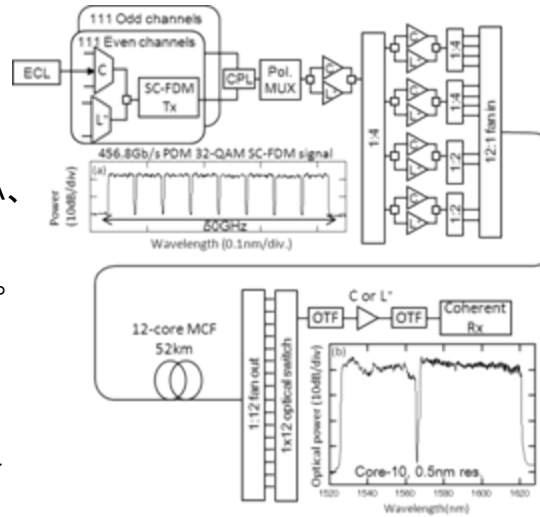 111 Odd channels
111 Even channels
ECL
C
L⁻
SC-FDM
Tx
CPL
Pol.
MUX
C
L⁻
1:4
C
L⁻
1:4
C
L⁻
1:4
C
L⁻
1:2
C
L⁻
1:2
12:1 fan in
456.8Gb/s PDM 32-QAM SC-FDM signal
(a)
Power
(10dB/div)
50GHz
Wavelength (0.1nm/div.)
、
。
12-core MCF
52km
1:12 fan out
1x12 optical switch
OTF
C or L⁻
OTF
Coherent
Rx
(b)
Optical power (10dB/div)
Core-10, 0.5nm res.
1520 1540 1560 1580 1600 1620
Wavelength(nm)